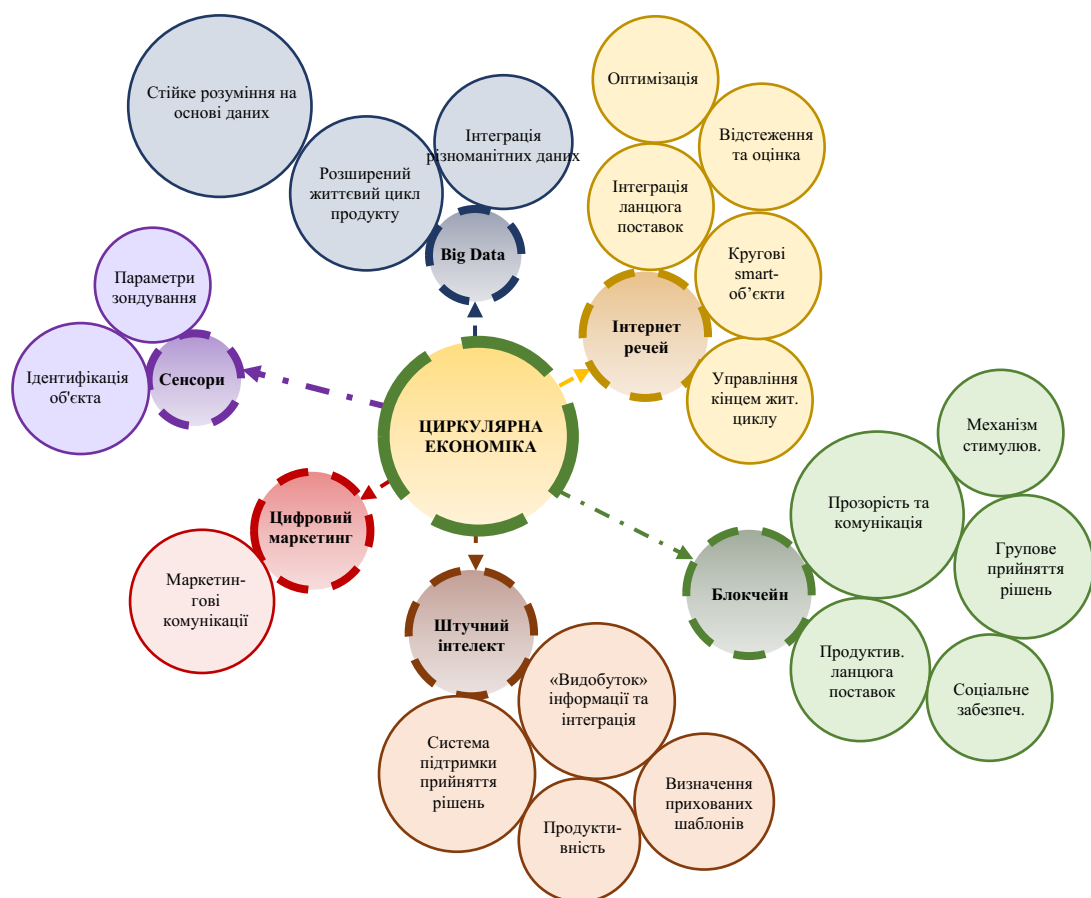 Стійке розуміння на
основі даних
Розширений
життєвий цикл
продукту
Інтеграція
різноманітних даних
Big Data
Оптимізація
Відстеження
та оцінка
Інтеграція
ланцюга
поставок
Кругові
smart-
об’єкти
Інтернет
речей
Управління
кінцем жит.
циклу
Параметри
зондування
Ідентифікація
об'єкта
Сенсори
ЦИРКУЛЯРНА
ЕКОНОМІКА
Цифровий
маркетинг
Маркетин-
гові
комунікації
Штучний
інтелект
«Видобуток»
інформації та
інтеграція
Система
підтримки
прийняття
рішень
Продукти-
вність
Визначення
прихованих
шаблонів
Блокчейн
Механізм
стимулюв.
Прозорість та
комунікація
Групове
прийняття
рішень
Продуктив.
ланцюга
поставок
Соціальне
забезпеч.